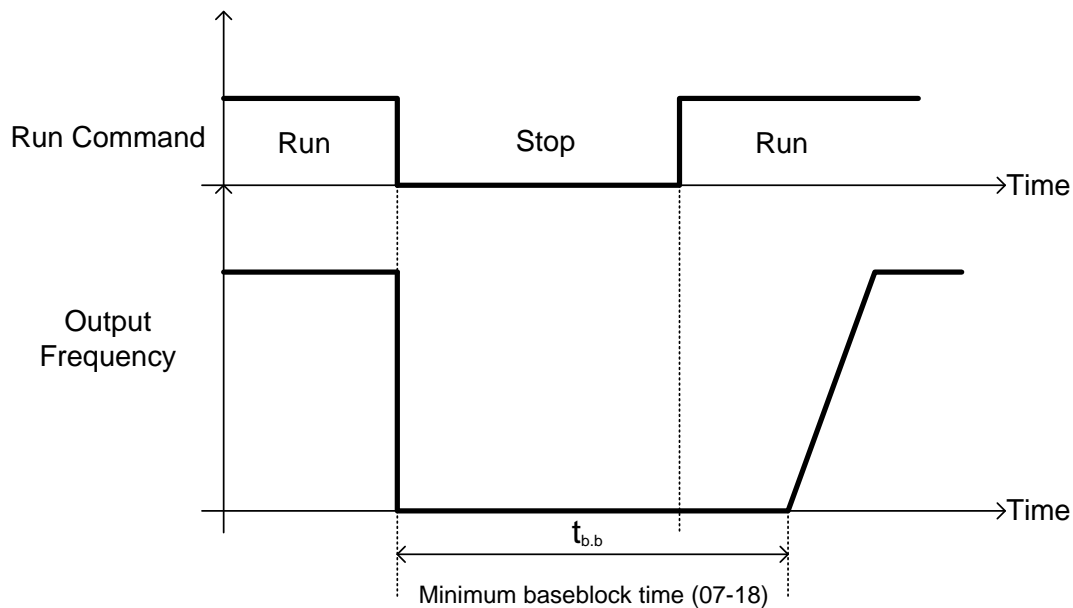 Run Command
Run
Stop
Run
Time
Output
Frequency
Time
tb.b
Minimum baseblock time (07-18)